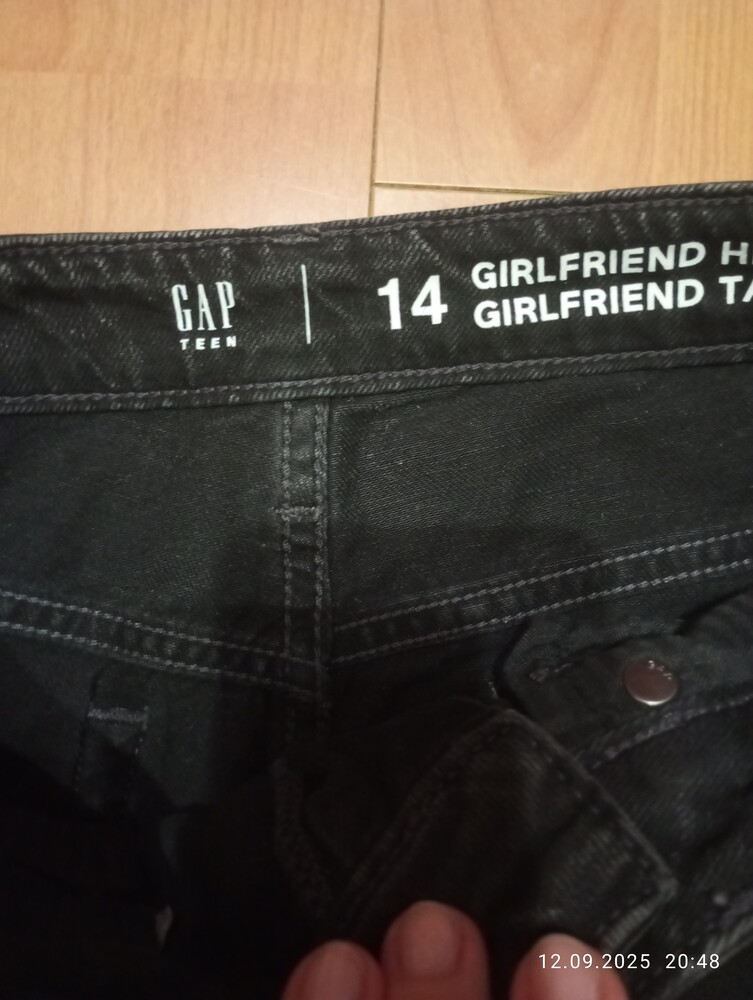 GAP
TEEN
14
GIRLFRIEND
GIRLFRIEND
12.09.2025 20:48